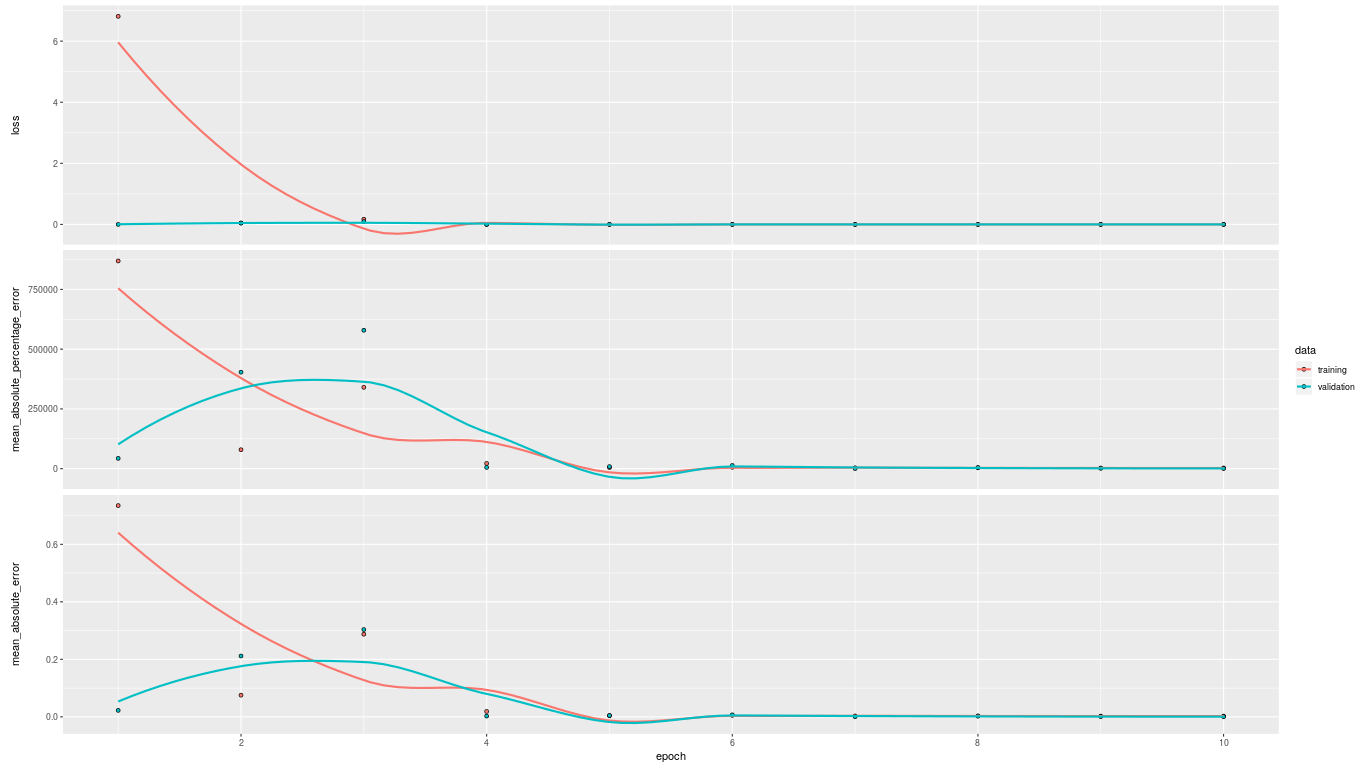 loss
6
4
2
0
mean_absolute_percentage_error
750000
500000
250000
0
mean_absolute_error
0.6
0.4
0.2
0.0
2
4
6
8
10
epoch
data
training
validation